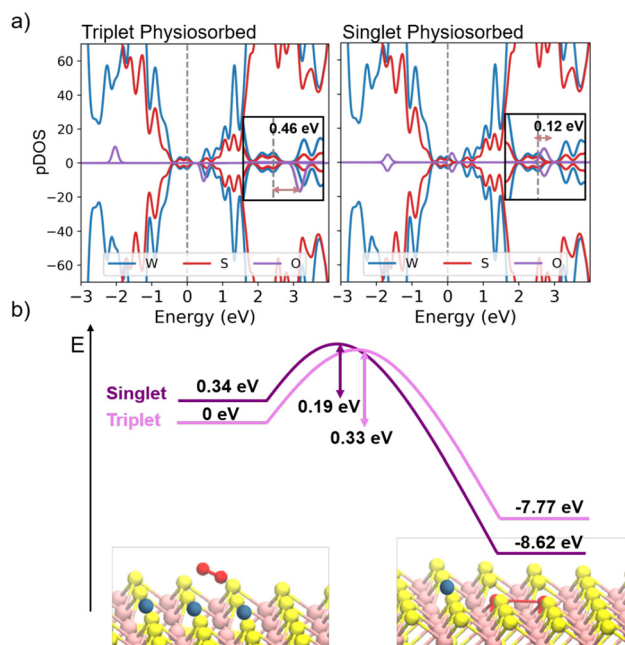 a)
Triplet Physiosorbed
Singlet Physiosorbed
pDOS
60
40
20
0
−20
−40
−60
0.46 eV
0.12 eV
W S O
W S O
−3 −2 −1 0 1 2 3
−3 −2 −1 0 1 2 3
Energy (eV)
Energy (eV)
b)
E
Singlet
0.34 eV
Triplet
0 eV
0.19 eV
0.33 eV
-7.77 eV
-8.62 eV